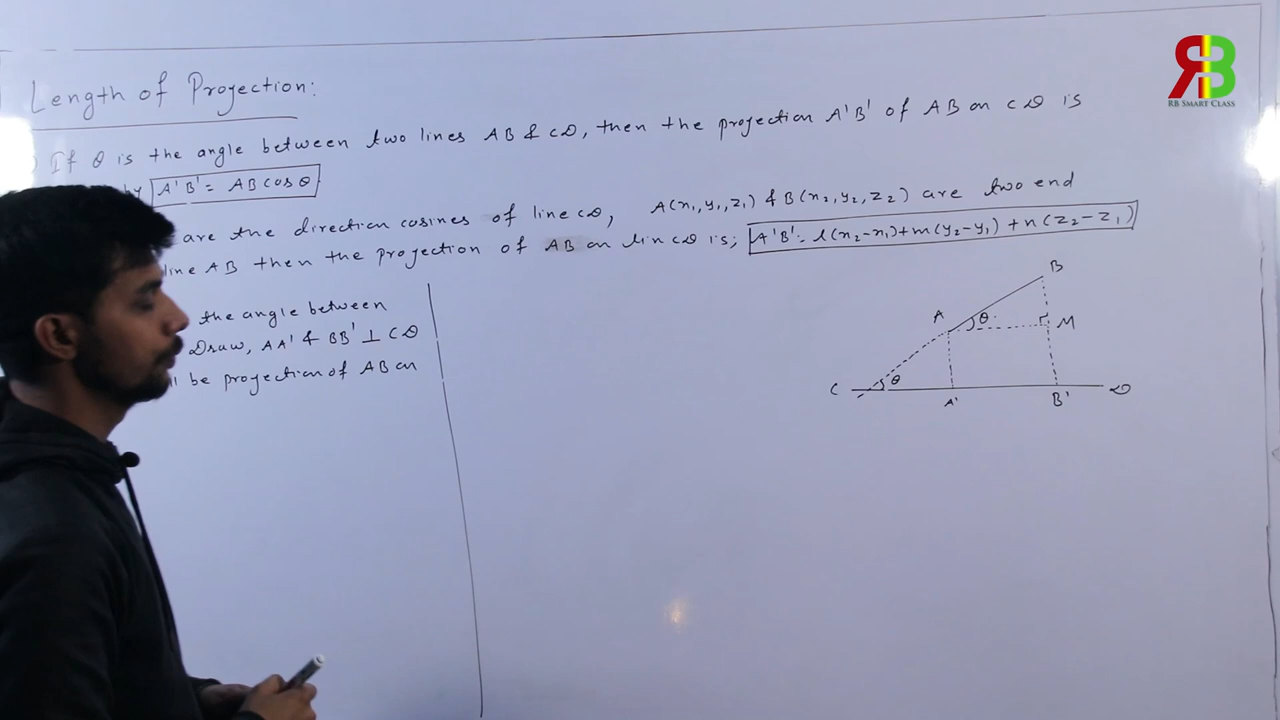 Length of Projection:
If θ is the angle between two lines AB & CD, then the projection A'B' of AB on CD is
by A'B' = AB cos θ
are the direction cosines of line CD, A(x₁,y₁,z₁) & B(x₂,y₂,z₂) are two end
line AB then the projection of AB on lin CD is; A'B' = l(x₂-x₁)+m(y₂-y₁)+n(z₂-z₁)
the angle between
Draw, AA' & BB' ⊥ CD
be projection of AB on
B
A θ M
C θ A' B' D
RB
RB SMART CLASS